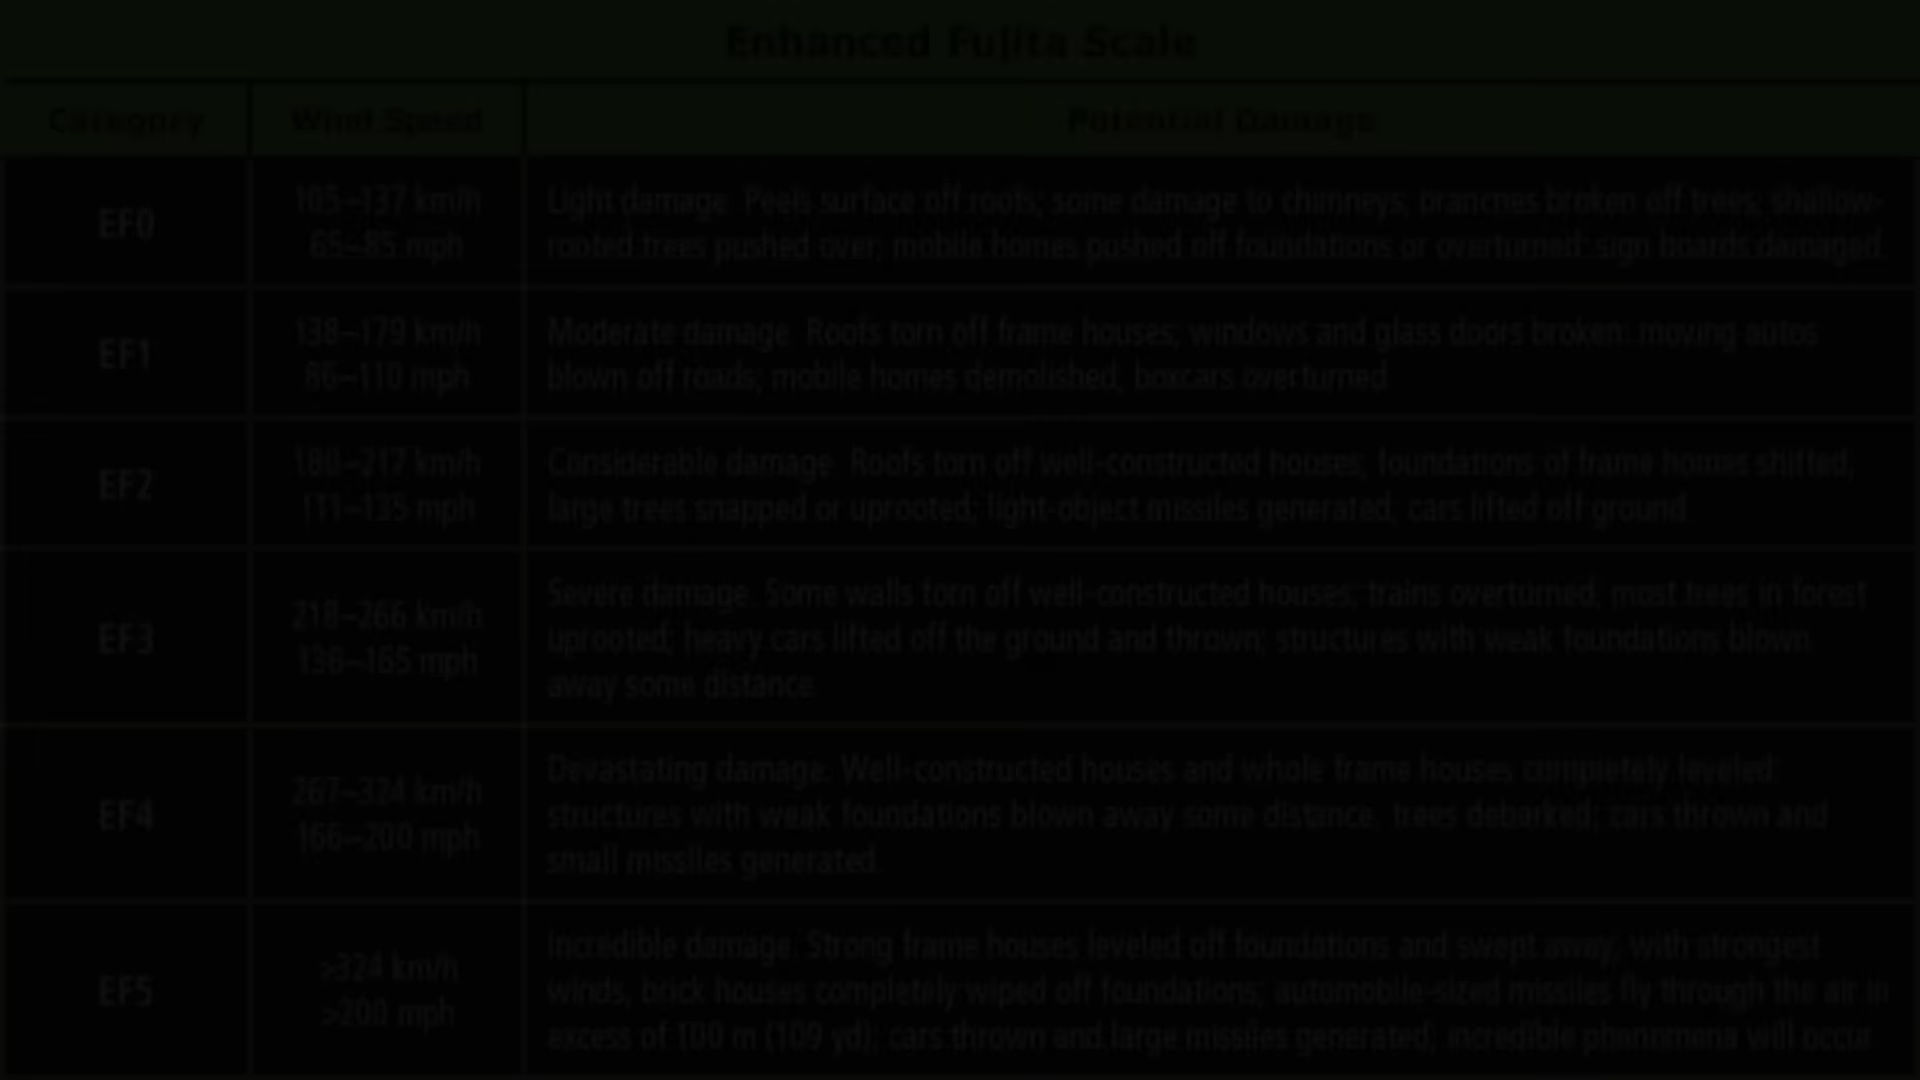 Enhanced Fujita Scale
Category Wind Speed Potential Damage
EF0
105–137 km/h
65–85 mph
Light damage. Peels surface off roofs; some damage to chimneys; branches broken off trees; shallow-
rooted trees pushed over; mobile homes pushed off foundations or overturned; sign boards damaged.
EF1
138–179 km/h
86–110 mph
Moderate damage. Roofs torn off frame houses; windows and glass doors broken; moving autos
blown off roads; mobile homes demolished; boxcars overturned.
EF2
180–217 km/h
111–135 mph
Considerable damage. Roofs torn off well-constructed houses; foundations of frame homes shifted;
large trees snapped or uprooted; light-object missiles generated; cars lifted off ground.
EF3
218–266 km/h
136–165 mph
Severe damage. Some walls torn off well-constructed houses; trains overturned; most trees in forest
uprooted; heavy cars lifted off the ground and thrown; structures with weak foundations blown
away some distance.
EF4
267–324 km/h
166–200 mph
Devastating damage. Well-constructed houses and whole frame houses completely leveled;
structures with weak foundations blown away some distance; trees debarked; cars thrown and
small missiles generated.
EF5
>324 km/h
>200 mph
Incredible damage. Strong frame houses leveled off foundations and swept away; with strongest
winds, brick houses completely wiped off foundations; automobile-sized missiles fly through the air in
excess of 100 m (109 yd); cars thrown and large missiles generated; incredible phenomena will occur.